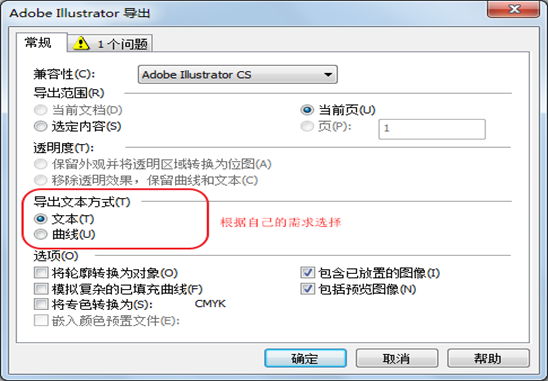 Adobe Illustrator 导出
常规
1 个问题
兼容性(C):
Adobe Illustrator CS
导出范围(R)
当前文档(D)
当前页(U)
选定内容(S)
页(P):
1
透明度(T):
保留外观并将透明区域转换为位图(A)
移除透明效果，保留曲线和文本(C)
导出文本方式(T)
文本(T)
曲线(U)
根据自己的需求选择
选项(O)
将轮廓转换为对象(O)
包含已放置的图像(I)
模拟复杂的已填充曲线(F)
包括预览图像(N)
将专色转换为(S):
CMYK
嵌入颜色预置文件(E):
确定
取消
帮助